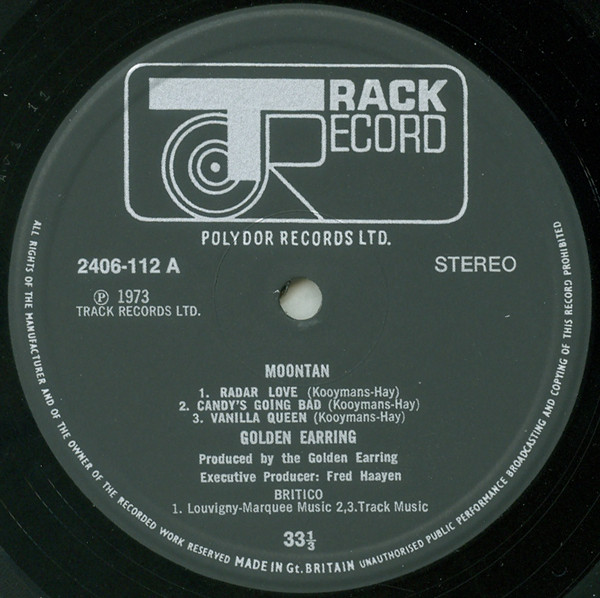 TRACK
RECORD
POLYDOR RECORDS LTD.
2406-112 A
STEREO
Ⓟ 1973
TRACK RECORDS LTD.
MOONTAN
1. RADAR LOVE (Kooymans-Hay)
2. CANDY'S GOING BAD (Kooymans-Hay)
3. VANILLA QUEEN (Kooymans-Hay)
GOLDEN EARRING
Produced by the Golden Earring
Executive Producer: Fred Haayen
BRITICO
1. Louvigny-Marquee Music 2,3.Track Music
33⅓
ALL RIGHTS OF THE MANUFACTURER AND OF THE OWNER OF THE RECORDED WORK RESERVED MADE IN Gt. BRITAIN UNAUTHORISED PUBLIC PERFORMANCE BROADCASTING AND COPYING OF THIS RECORD PROHIBITED